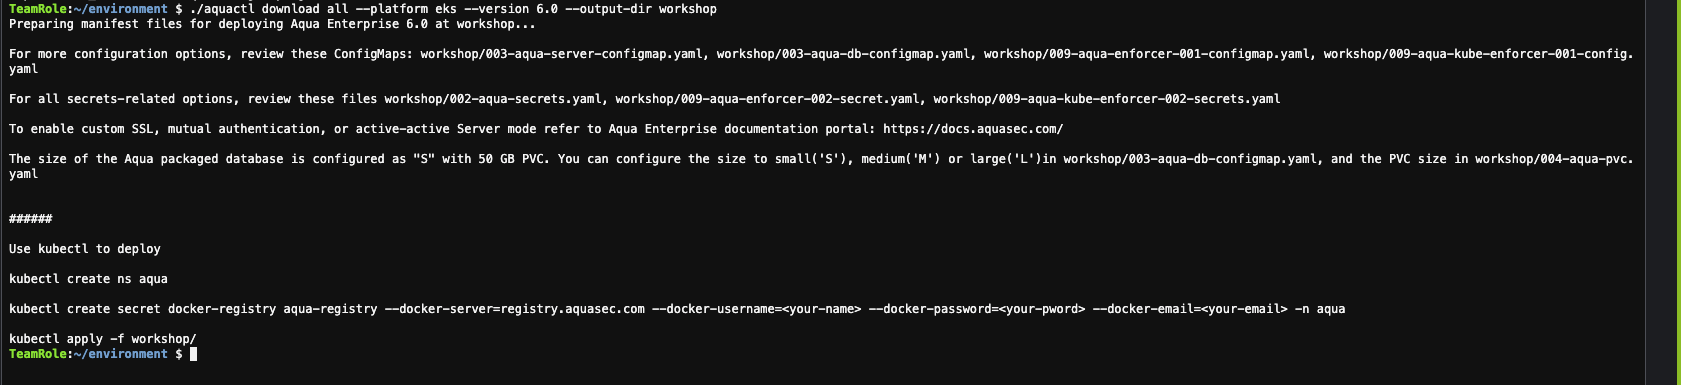 TeamRole:~/environment $ ./aquactl download all --platform eks --version 6.0 --output-dir workshop
Preparing manifest files for deploying Aqua Enterprise 6.0 at workshop...
For more configuration options, review these ConfigMaps: workshop/003-aqua-server-configmap.yaml, workshop/003-aqua-db-configmap.yaml, workshop/009-aqua-enforcer-001-configmap.yaml, workshop/009-aqua-kube-enforcer-001-config.
yaml
For all secrets-related options, review these files workshop/002-aqua-secrets.yaml, workshop/009-aqua-enforcer-002-secret.yaml, workshop/009-aqua-kube-enforcer-002-secrets.yaml
To enable custom SSL, mutual authentication, or active-active Server mode refer to Aqua Enterprise documentation portal: https://docs.aquasec.com/
The size of the Aqua packaged database is configured as "S" with 50 GB PVC. You can configure the size to small('S'), medium('M') or large('L')in workshop/003-aqua-db-configmap.yaml, and the PVC size in workshop/004-aqua-pvc.
yaml
######
Use kubectl to deploy
kubectl create ns aqua
kubectl create secret docker-registry aqua-registry --docker-server=registry.aquasec.com --docker-username=<your-name> --docker-password=<your-pword> --docker-email=<your-email> -n aqua
kubectl apply -f workshop/
TeamRole:~/environment $